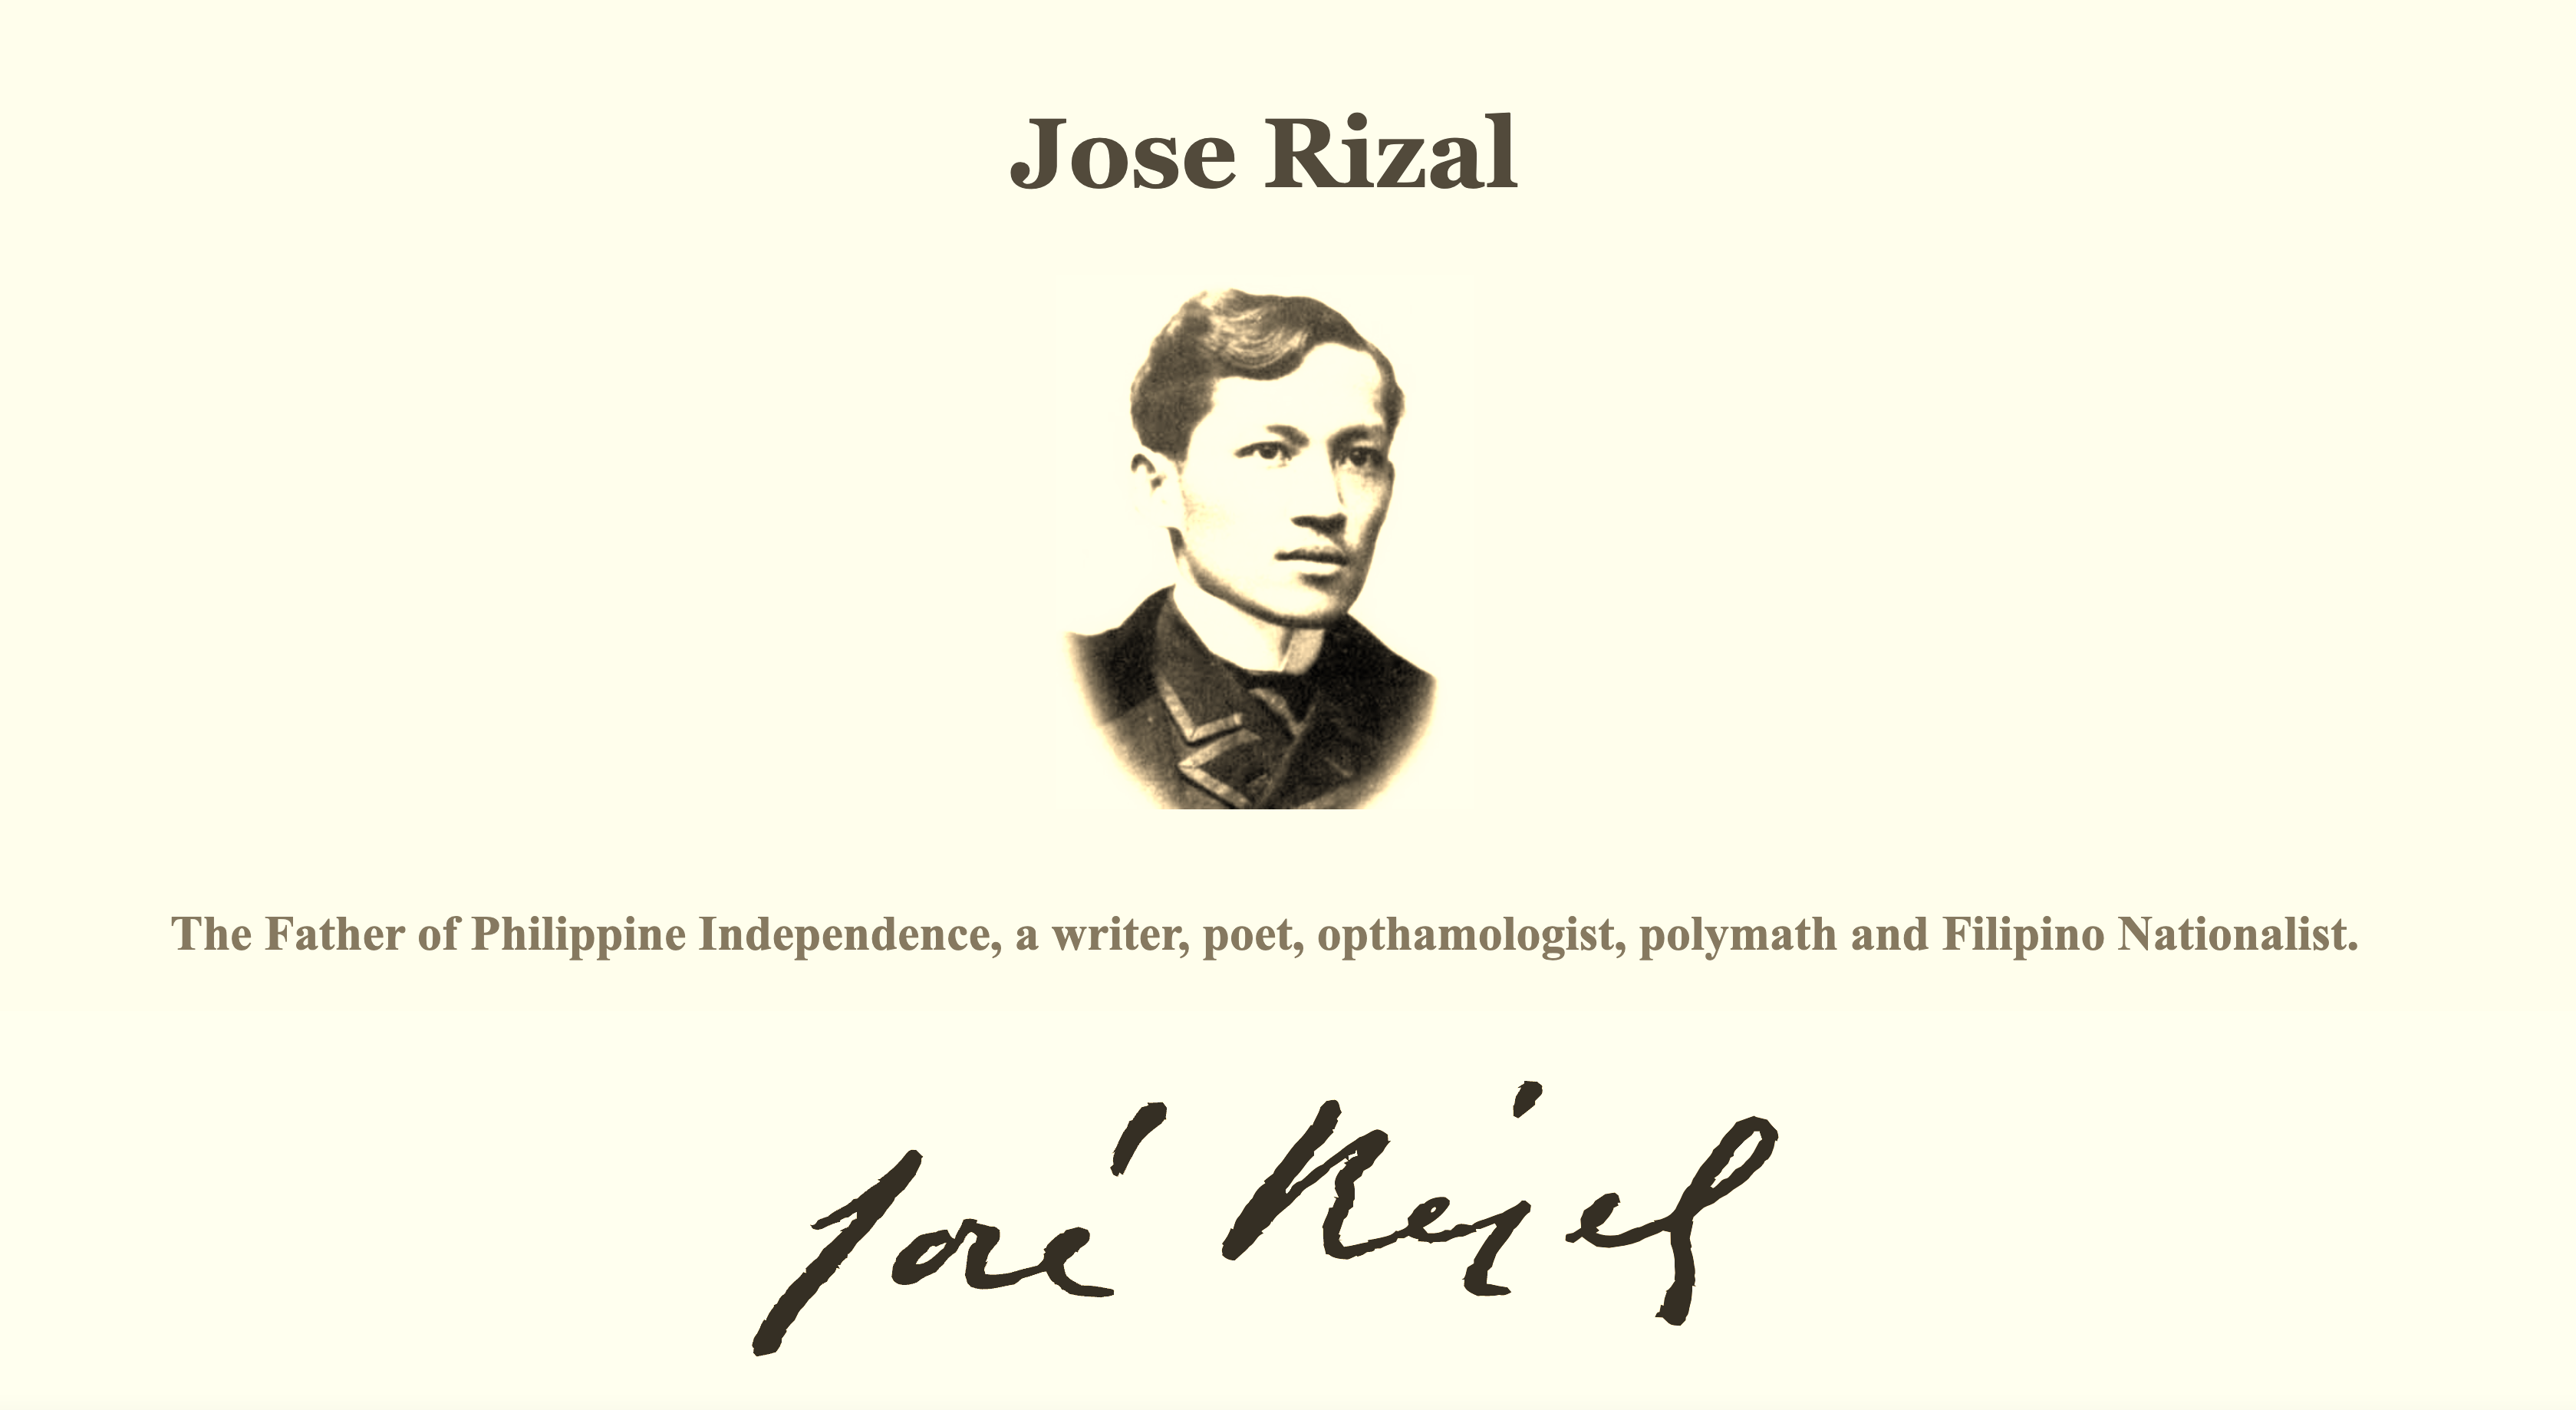 Jose Rizal
The Father of Philippine Independence, a writer, poet, opthamologist, polymath and Filipino Nationalist.
José Rizal